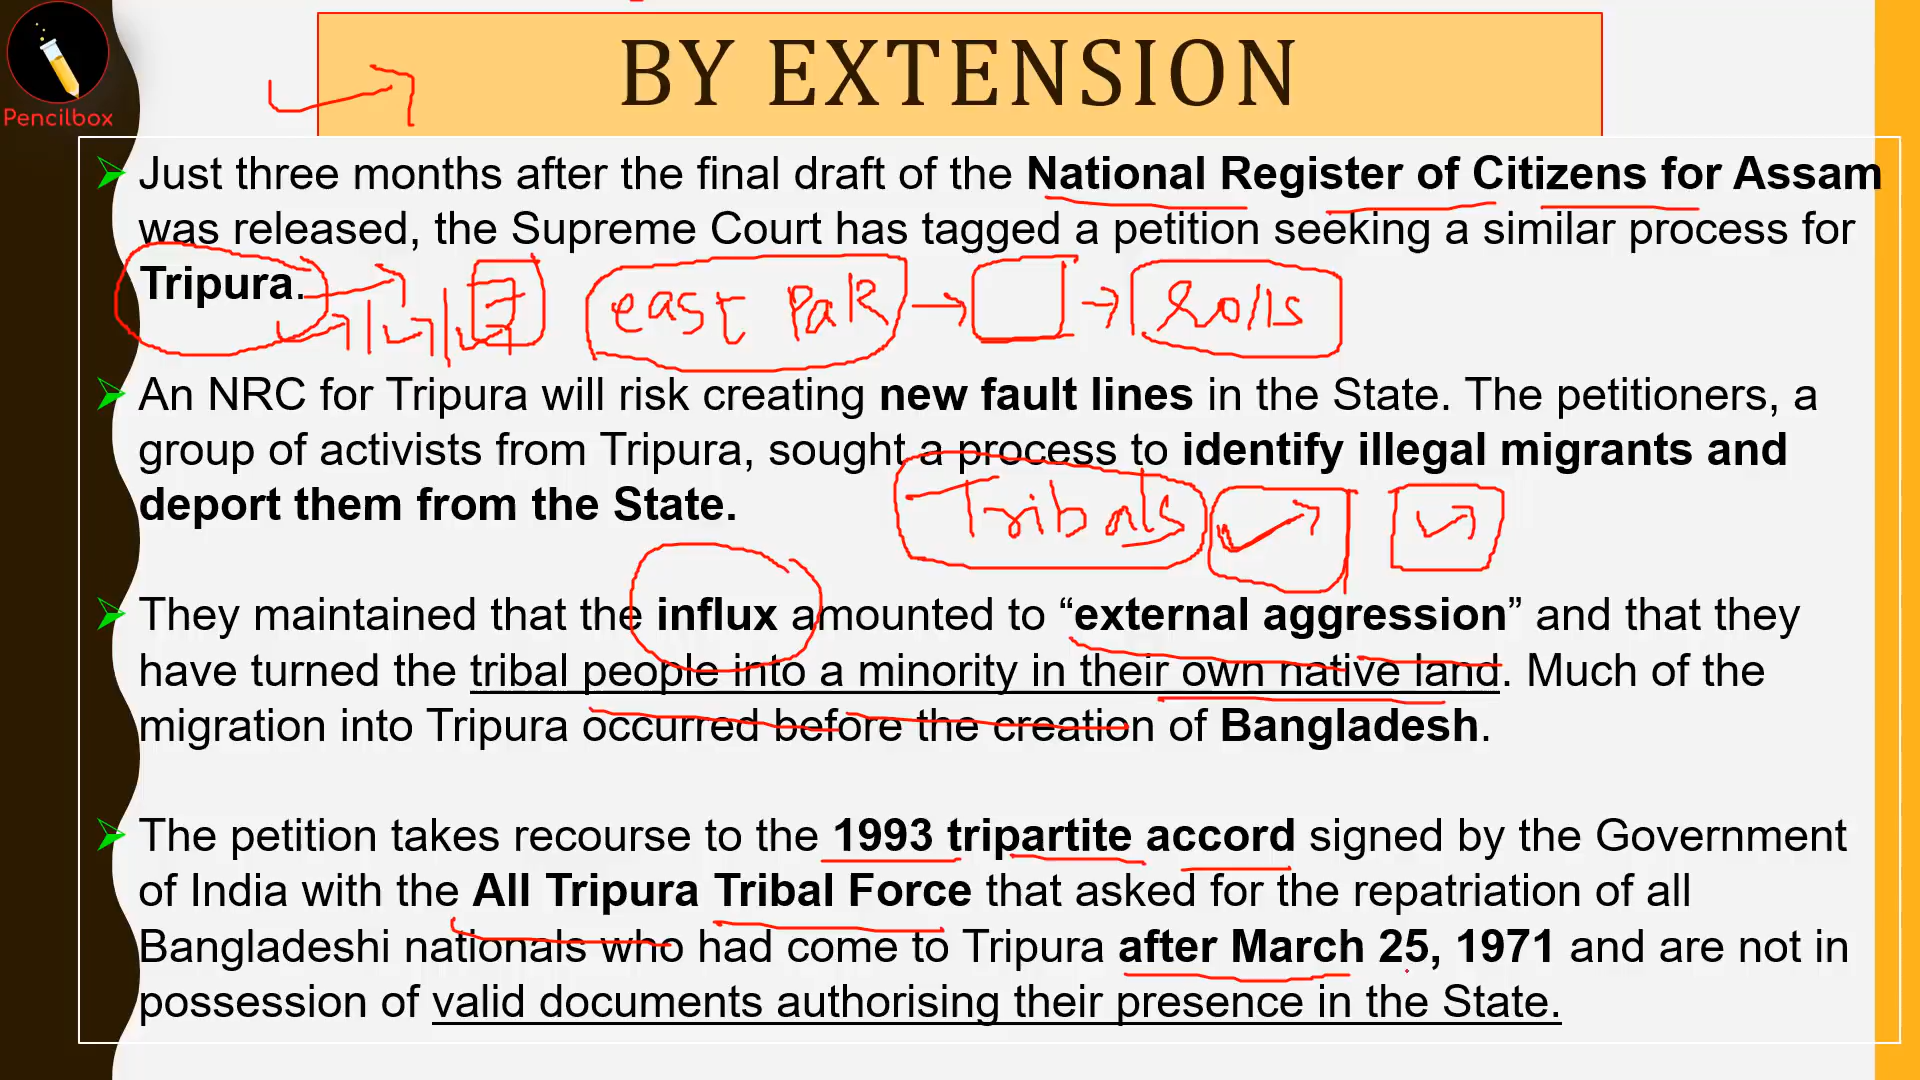 Pencilbox
BY EXTENSION
Just three months after the final draft of the National Register of Citizens for Assam
was released, the Supreme Court has tagged a petition seeking a similar process for
Tripura.
east Pak
Rolls
An NRC for Tripura will risk creating new fault lines in the State. The petitioners, a
group of activists from Tripura, sought a process to identify illegal migrants and
deport them from the State.
Tribals
They maintained that the influx amounted to “external aggression” and that they
have turned the tribal people into a minority in their own native land. Much of the
migration into Tripura occurred before the creation of Bangladesh.
The petition takes recourse to the 1993 tripartite accord signed by the Government
of India with the All Tripura Tribal Force that asked for the repatriation of all
Bangladeshi nationals who had come to Tripura after March 25, 1971 and are not in
possession of valid documents authorising their presence in the State.